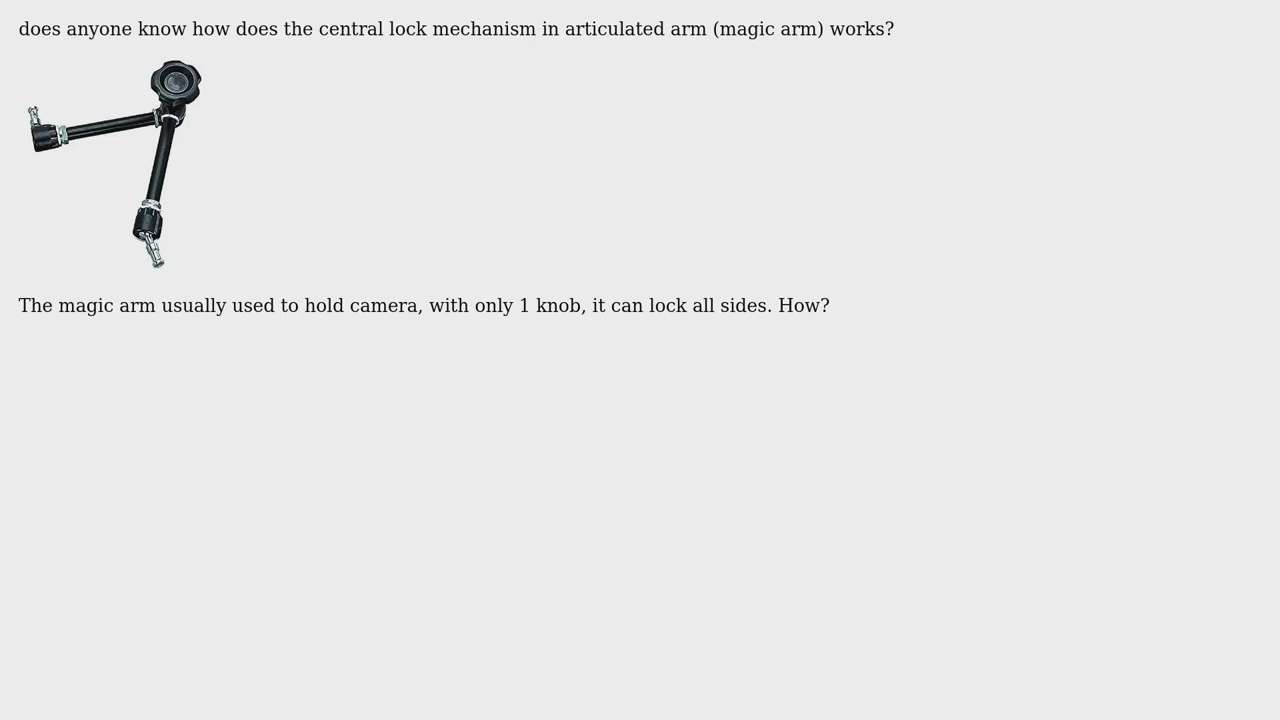 does anyone know how does the central lock mechanism in articulated arm (magic arm) works?
The magic arm usually used to hold camera, with only 1 knob, it can lock all sides. How?